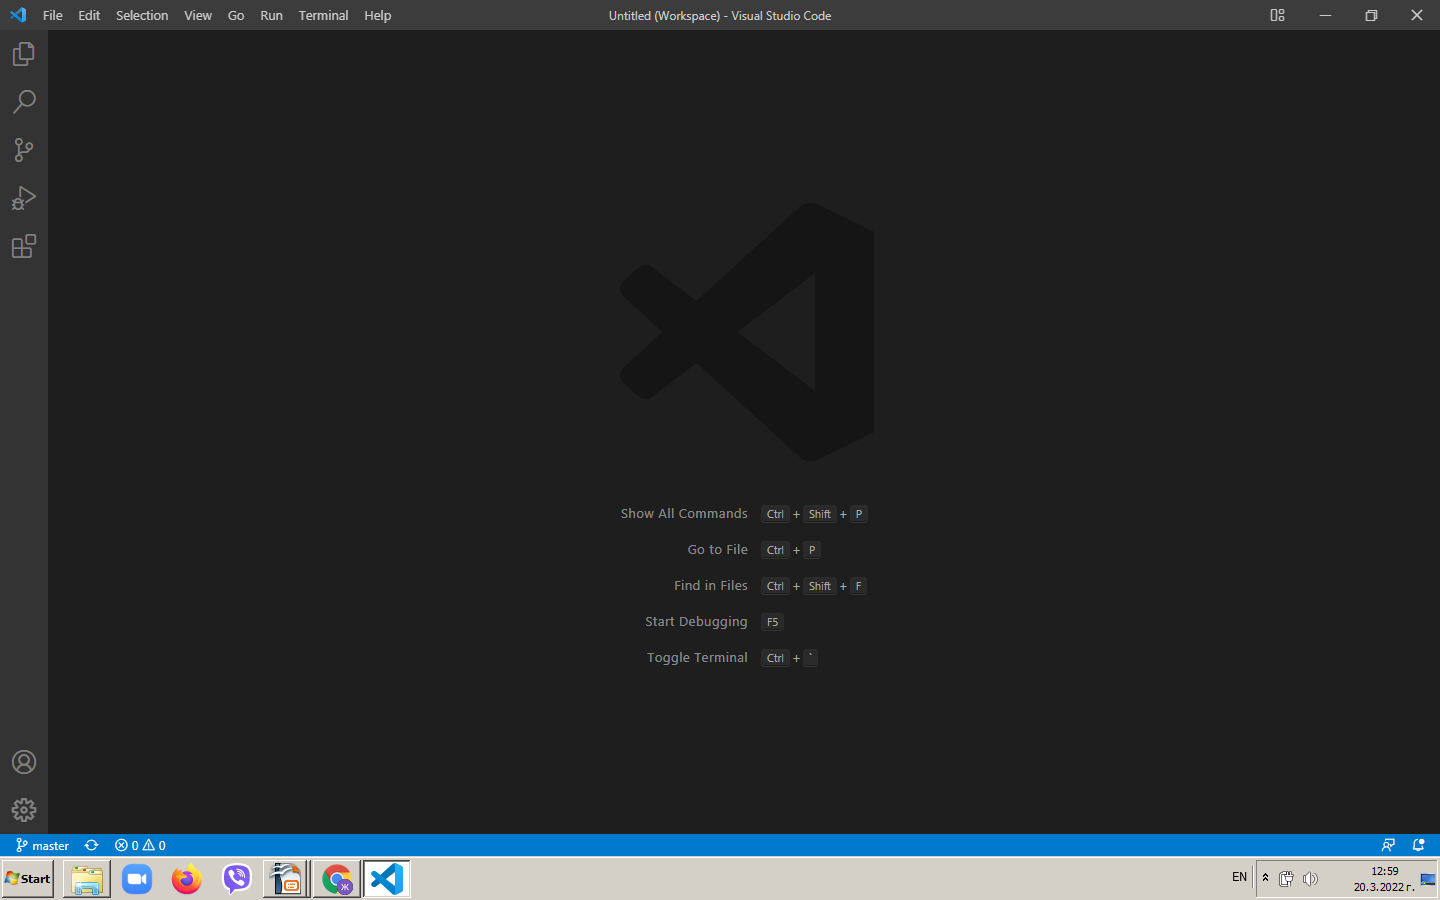 File Edit Selection View Go Run Terminal Help Untitled (Workspace) - Visual Studio Code
Show All Commands Ctrl + Shift + P
Go to File Ctrl + P
Find in Files Ctrl + Shift + F
Start Debugging F5
Toggle Terminal Ctrl + `
master 0 0
Start Ж EN 12:59
20.3.2022 г.